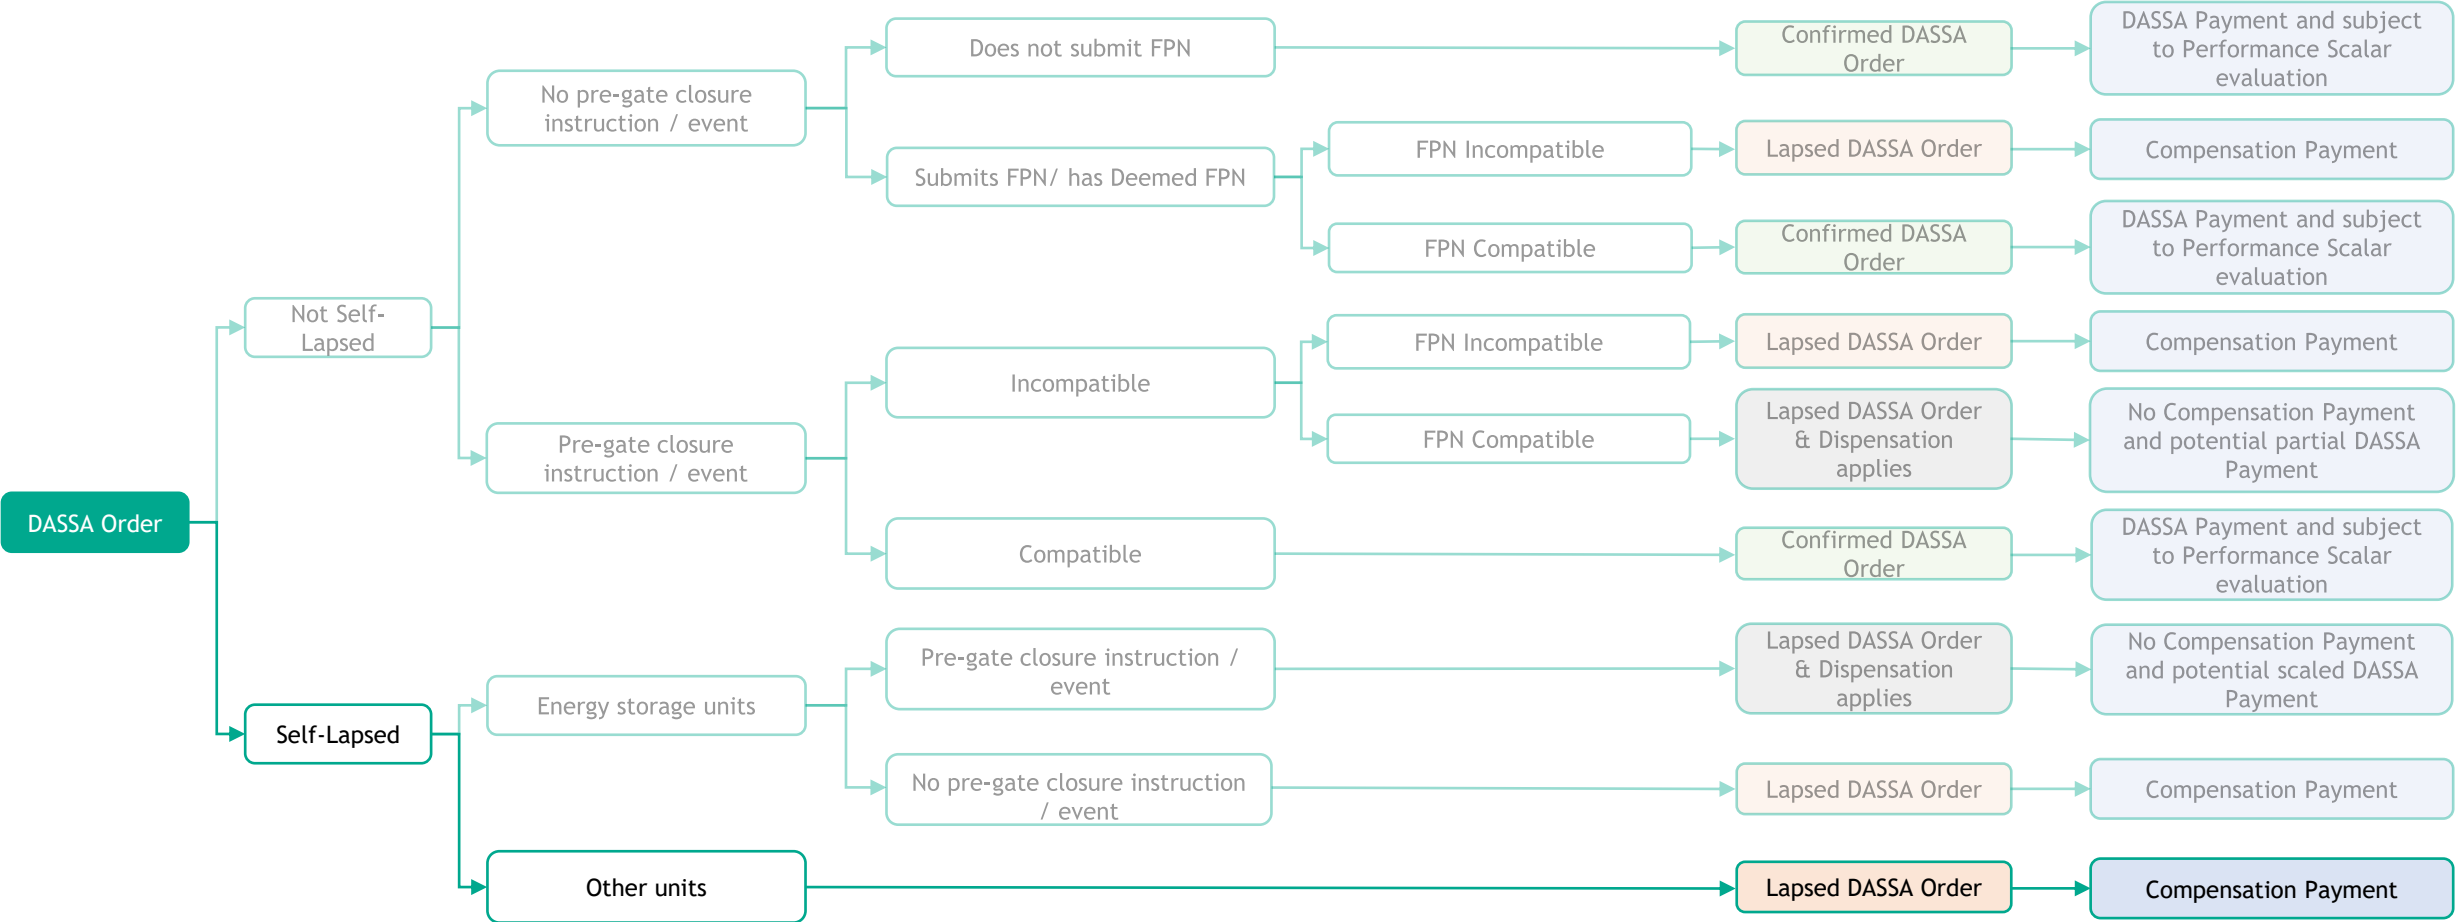 Does not submit FPN
Confirmed DASSA
Order
DASSA Payment and subject
to Performance Scalar
evaluation
No pre-gate closure
instruction / event
FPN Incompatible
Lapsed DASSA Order
Compensation Payment
Submits FPN/ has Deemed FPN
FPN Compatible
Confirmed DASSA
Order
DASSA Payment and subject
to Performance Scalar
evaluation
Not Self-
Lapsed
FPN Incompatible
Lapsed DASSA Order
Compensation Payment
Incompatible
Pre-gate closure
instruction / event
FPN Compatible
Lapsed DASSA Order
& Dispensation
applies
No Compensation Payment
and potential partial DASSA
Payment
DASSA Order
Compatible
Confirmed DASSA
Order
DASSA Payment and subject
to Performance Scalar
evaluation
Pre-gate closure instruction /
event
Lapsed DASSA Order
& Dispensation
applies
No Compensation Payment
and potential scaled DASSA
Payment
Energy storage units
Self-Lapsed
No pre-gate closure instruction
/ event
Lapsed DASSA Order
Compensation Payment
Other units
Lapsed DASSA Order
Compensation Payment